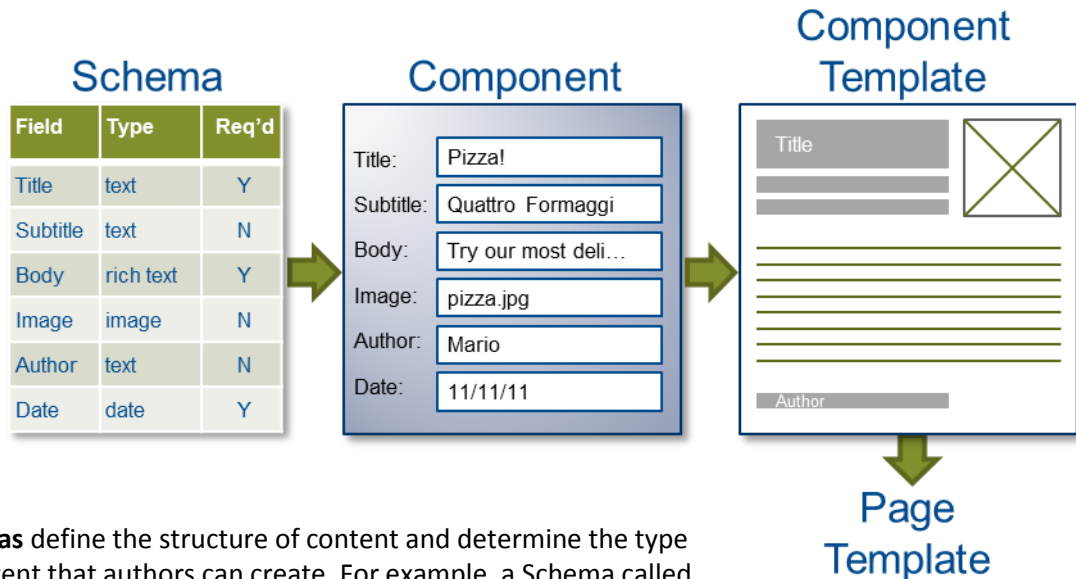 Schema
Field Type Req'd
Title text Y
Subtitle text N
Body rich text Y
Image image N
Author text N
Date date Y
Component
Title: Pizza!
Subtitle: Quattro Formaggi
Body: Try our most deli...
Image: pizza.jpg
Author: Mario
Date: 11/11/11
Component
Template
Title
Author
Page
Template
as define the structure of content and determine the type
ent that authors can create. For example, a Schema called